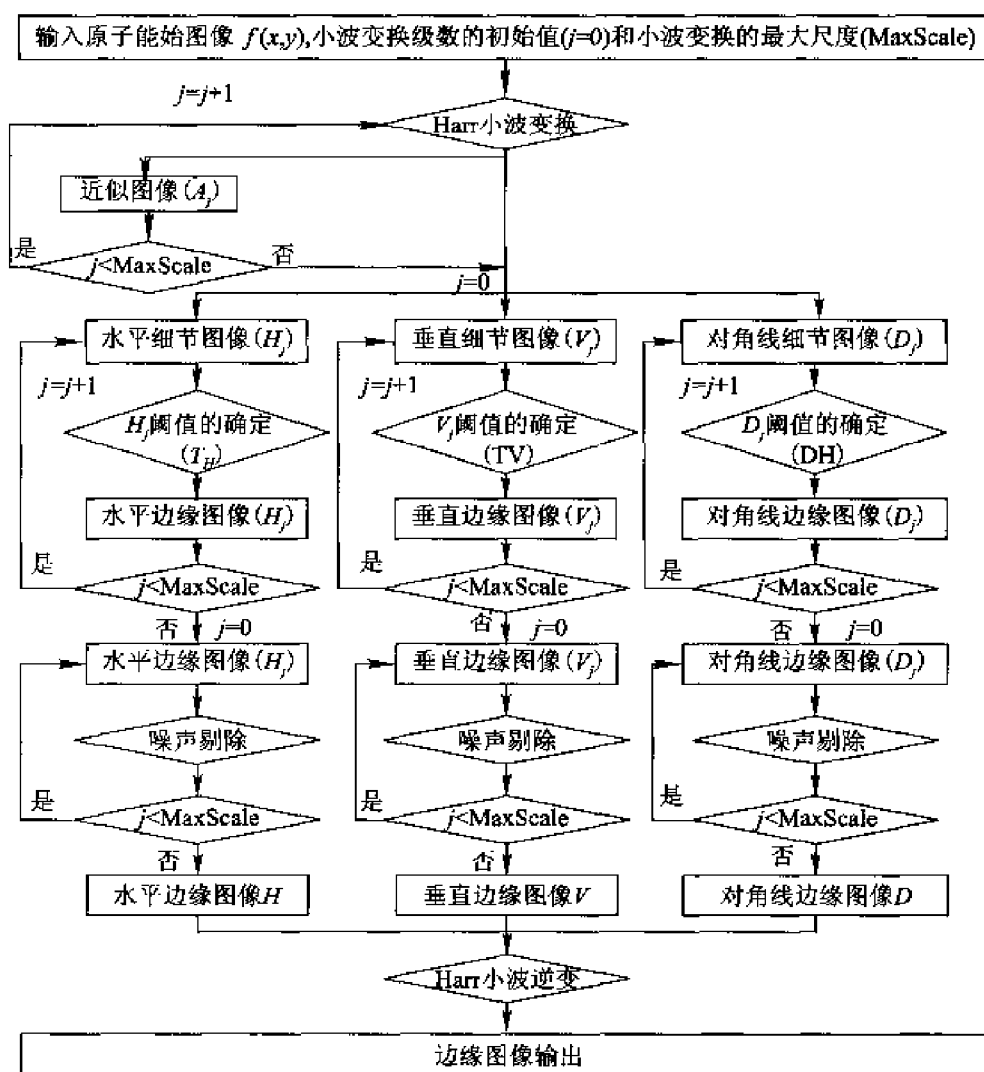 输入原子能始图像 f(x,y),小波变换级数的初始值(j=0)和小波变换的最大尺度(MaxScale)
j=j+1
Harr小波变换
近似图像(Aj)
是
j<MaxScale
否
j=0
水平细节图像(Hj)
垂直细节图像(Vj)
对角线细节图像(Dj)
j=j+1
j=j+1
j=j+1
Hj阈值的确定
(TH)
Vj阈值的确定
(TV)
Dj阈值的确定
(DH)
水平边缘图像(Hj)
垂直边缘图像(Vj)
对角线边缘图像(Dj)
是
j<MaxScale
是
j<MaxScale
是
j<MaxScale
否
j=0
否
j=0
否
j=0
水平边缘图像(Hj)
垂直边缘图像(Vj)
对角线边缘图像(Dj)
噪声剔除
噪声剔除
噪声剔除
是
j<MaxScale
是
j<MaxScale
是
j<MaxScale
否
否
否
水平边缘图像H
垂直边缘图像V
对角线边缘图像D
Harr小波逆变
边缘图像输出